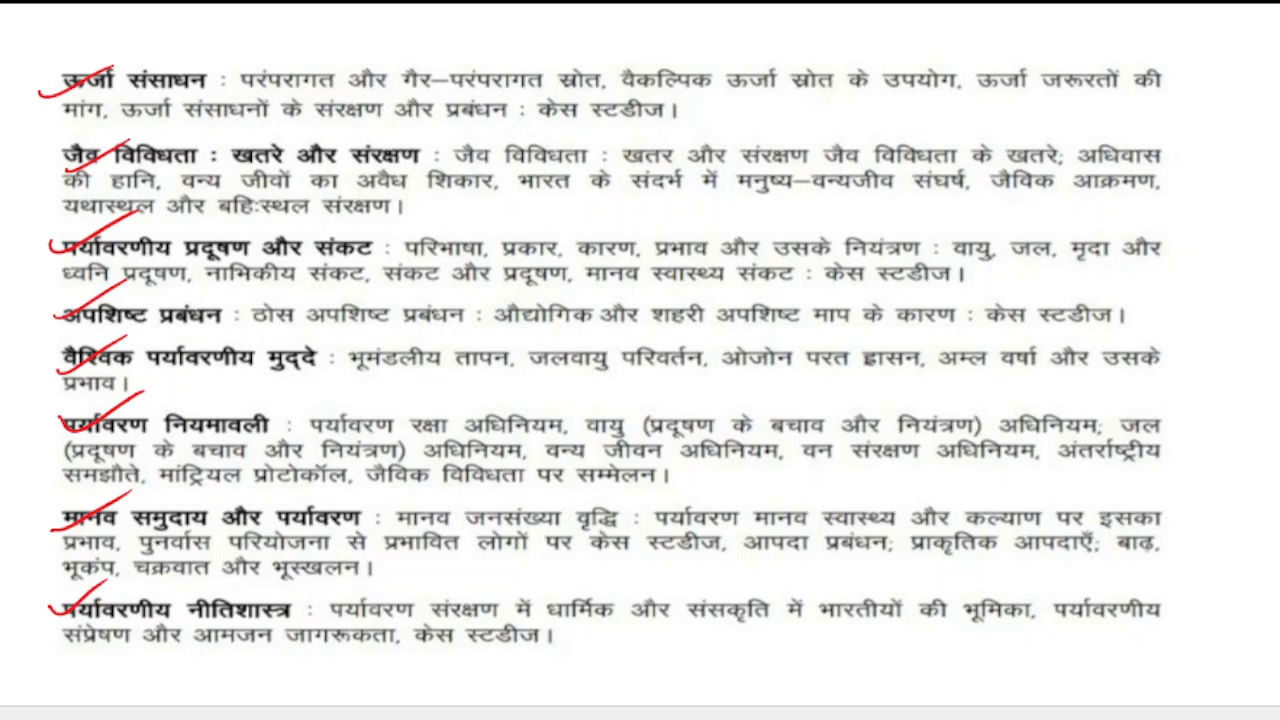 ऊर्जा संसाधन : परंपरागत और गैर–परंपरागत स्रोत, वैकल्पिक ऊर्जा स्रोत के उपयोग, ऊर्जा जरूरतों की
मांग, ऊर्जा संसाधनों के संरक्षण और प्रबंधन : केस स्टडीज।
जैव विविधता : खतरे और संरक्षण : जैव विविधता : खतर और संरक्षण जैव विविधता के खतरे; अधिवास
की हानि, वन्य जीवों का अवैध शिकार, भारत के संदर्भ में मनुष्य–वन्यजीव संघर्ष, जैविक आक्रमण,
यथास्थल और बहिःस्थल संरक्षण।
पर्यावरणीय प्रदूषण और संकट : परिभाषा, प्रकार, कारण, प्रभाव और उसके नियंत्रण : वायु, जल, मृदा और
ध्वनि प्रदूषण, नाभिकीय संकट, संकट और प्रदूषण, मानव स्वास्थ्य संकट : केस स्टडीज।
अपशिष्ट प्रबंधन : ठोस अपशिष्ट प्रबंधन : औद्योगिक और शहरी अपशिष्ट माप के कारण : केस स्टडीज।
वैश्विक पर्यावरणीय मुद्दे : भूमंडलीय तापन, जलवायु परिवर्तन, ओजोन परत ह्रासन, अम्ल वर्षा और उसके
प्रभाव।
पर्यावरण नियमावली : पर्यावरण रक्षा अधिनियम, वायु (प्रदूषण के बचाव और नियंत्रण) अधिनियम; जल
(प्रदूषण के बचाव और नियंत्रण) अधिनियम, वन्य जीवन अधिनियम, वन संरक्षण अधिनियम, अंतर्राष्ट्रीय
समझौते, मांट्रियल प्रोटोकॉल, जैविक विविधता पर सम्मेलन।
मानव समुदाय और पर्यावरण : मानव जनसंख्या वृद्धि : पर्यावरण मानव स्वास्थ्य और कल्याण पर इसका
प्रभाव, पुनर्वास परियोजना से प्रभावित लोगों पर केस स्टडीज, आपदा प्रबंधन; प्राकृतिक आपदाएँ; बाढ़,
भूकंप, चक्रवात और भूस्खलन।
पर्यावरणीय नीतिशास्त्र : पर्यावरण संरक्षण में धार्मिक और संसकृति में भारतीयों की भूमिका, पर्यावरणीय
संप्रेषण और आमजन जागरूकता, केस स्टडीज।